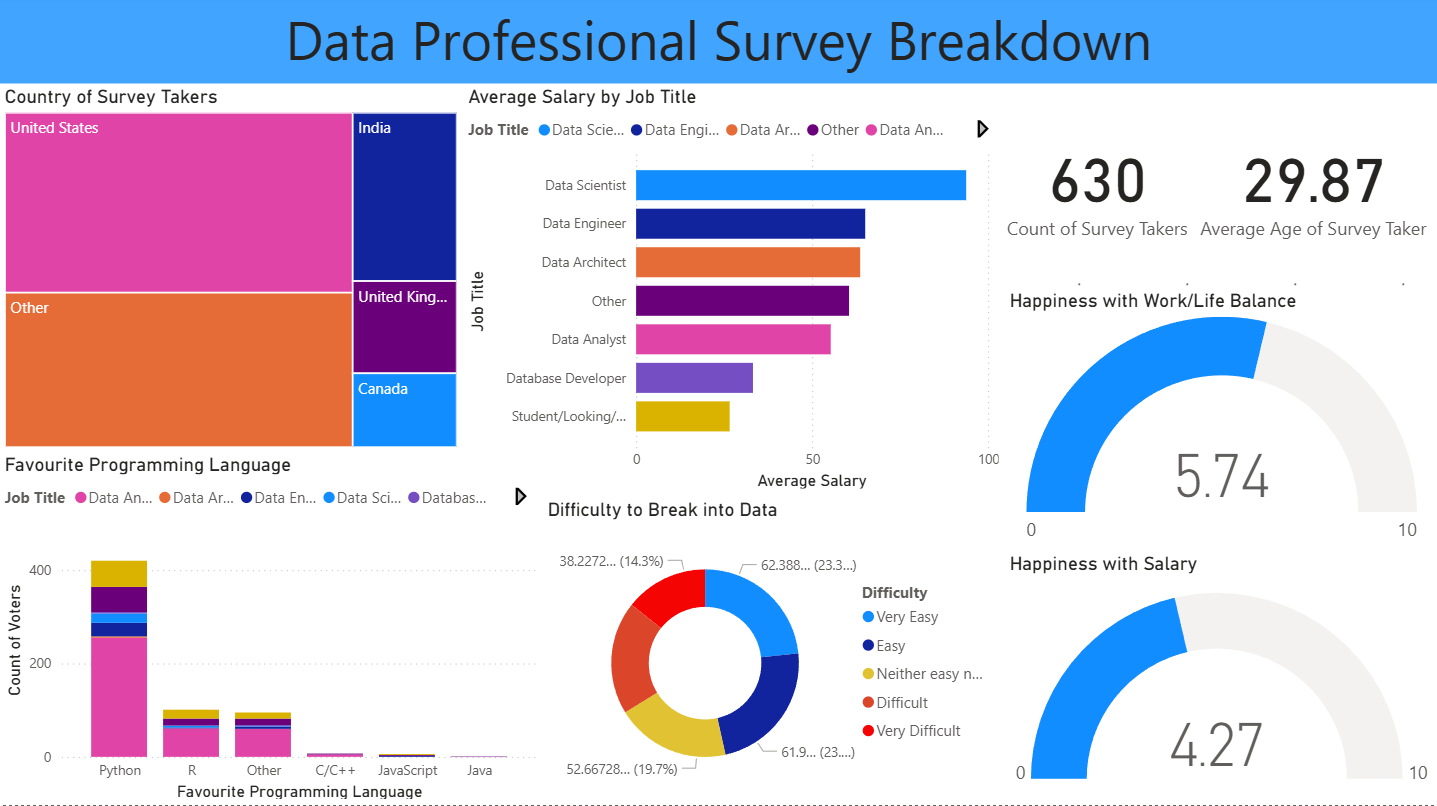 Data Professional Survey Breakdown
Country of Survey Takers
United States
India
Other
United King...
Canada
Average Salary by Job Title
Job Title Data Scie... Data Engi... Data Ar... Other Data An...
Job Title
Data Scientist
Data Engineer
Data Architect
Other
Data Analyst
Database Developer
Student/Looking/...
0 50 100
Average Salary
630 29.87
Count of Survey Takers Average Age of Survey Taker
Happiness with Work/Life Balance
5.74
0 10
Favourite Programming Language
Job Title Data An... Data Ar... Data En... Data Sci... Databas...
Count of Voters
400
200
0
Python R Other C/C++ JavaScript Java
Favourite Programming Language
Difficulty to Break into Data
38.2272... (14.3%) 62.388... (23.3...)
52.66728... (19.7%) 61.9... (23....)
Difficulty
Very Easy
Easy
Neither easy n...
Difficult
Very Difficult
Happiness with Salary
4.27
0 10